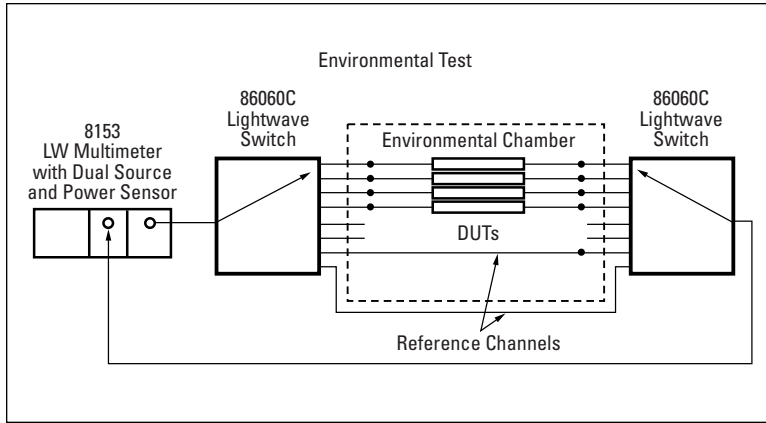 Environmental Test
8153
LW Multimeter
with Dual Source
and Power Sensor
86060C
Lightwave
Switch
Environmental Chamber
DUTs
86060C
Lightwave
Switch
Reference Channels